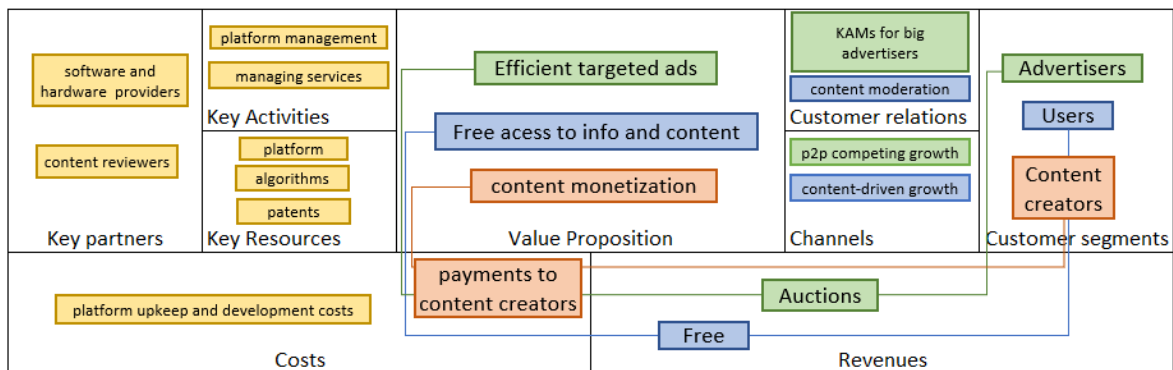 software and
hardware providers
content reviewers
Key partners
platform management
managing services
Key Activities
platform
algorithms
patents
Key Resources
Efficient targeted ads
Free acess to info and content
content monetization
Value Proposition
KAMs for big
advertisers
content moderation
Customer relations
p2p competing growth
content-driven growth
Channels
Advertisers
Users
Content
creators
Customer segments
platform upkeep and development costs
payments to
content creators
Costs
Auctions
Free
Revenues